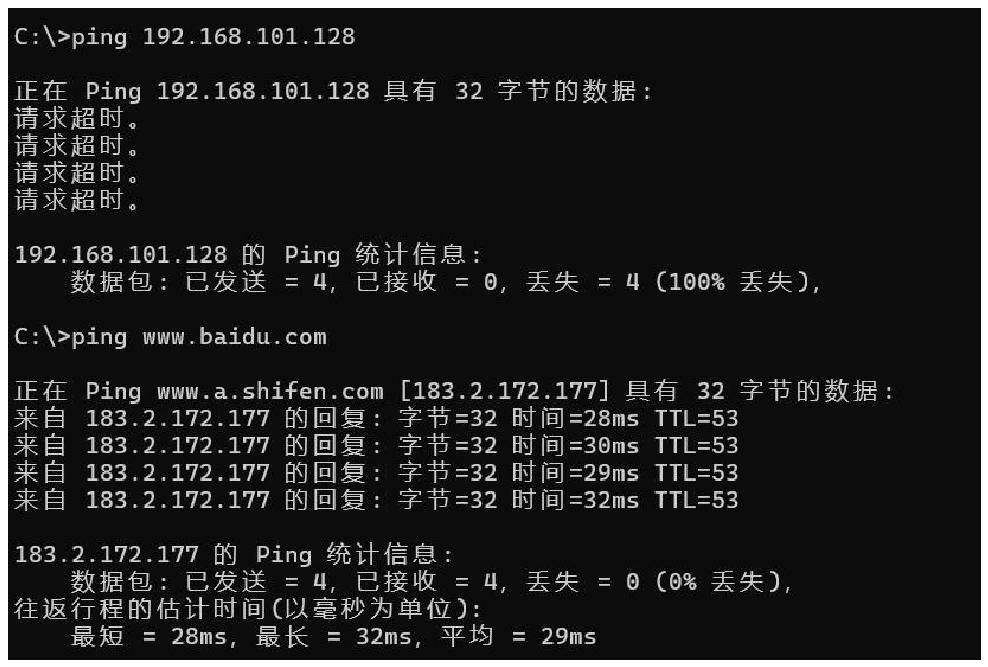 C:\>ping 192.168.101.128
正在 Ping 192.168.101.128 具有 32 字节的数据:
请求超时。
请求超时。
请求超时。
请求超时。
192.168.101.128 的 Ping 统计信息:
数据包: 已发送 = 4, 已接收 = 0, 丢失 = 4 (100% 丢失),
C:\>ping www.baidu.com
正在 Ping www.a.shifen.com [183.2.172.177] 具有 32 字节的数据:
来自 183.2.172.177 的回复: 字节=32 时间=28ms TTL=53
来自 183.2.172.177 的回复: 字节=32 时间=30ms TTL=53
来自 183.2.172.177 的回复: 字节=32 时间=29ms TTL=53
来自 183.2.172.177 的回复: 字节=32 时间=32ms TTL=53
183.2.172.177 的 Ping 统计信息:
数据包: 已发送 = 4, 已接收 = 4, 丢失 = 0 (0% 丢失),
往返行程的估计时间(以毫秒为单位):
最短 = 28ms, 最长 = 32ms, 平均 = 29ms